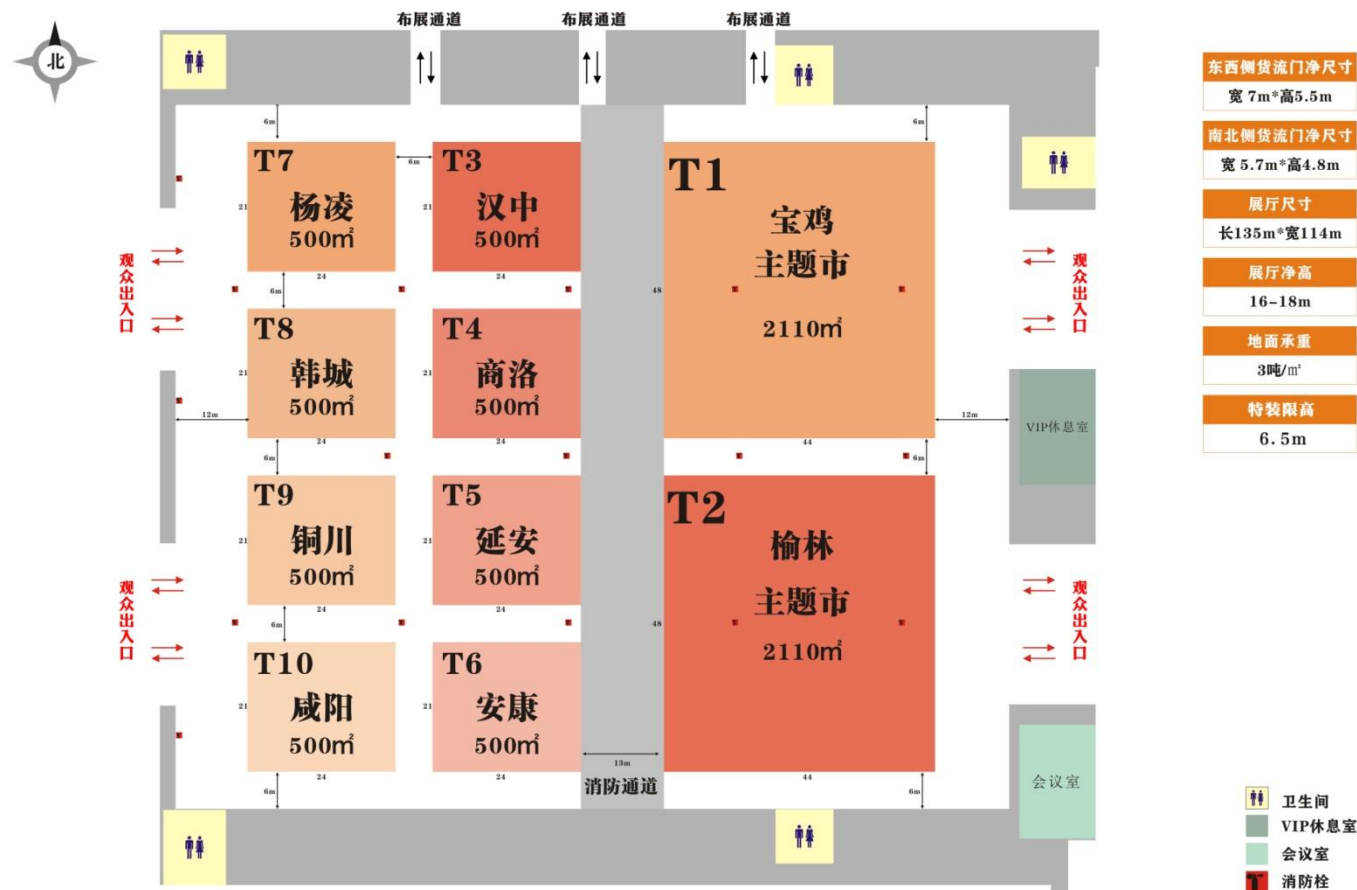 布展通道
布展通道
布展通道
北
东西侧货流门净尺寸
宽 7m*高5.5m
南北侧货流门净尺寸
宽 5.7m*高4.8m
展厅尺寸
长135m*宽114m
展厅净高
16-18m
地面承重
3吨/㎡
特装限高
6.5m
6m
6m
T7
杨凌
500㎡
21
24
6m
T3
汉中
500㎡
21
24
T1
宝鸡
主题市
2110㎡
48
44
观众出入口
观众出入口
6m
T8
韩城
500㎡
21
24
T4
商洛
500㎡
21
24
12m
12m
VIP休息室
6m
6m
T9
铜川
500㎡
21
24
T5
延安
500㎡
21
24
T2
榆林
主题市
2110㎡
48
44
观众出入口
观众出入口
6m
T10
咸阳
500㎡
21
24
T6
安康
500㎡
21
24
13m
消防通道
会议室
6m
6m
卫生间
VIP休息室
会议室
消防栓